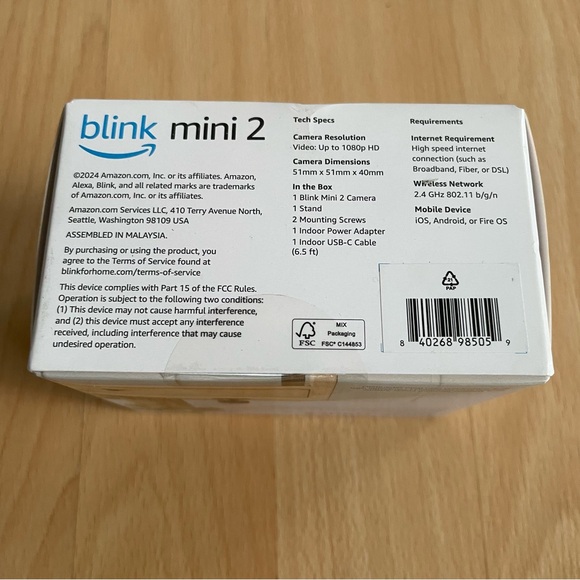 blink mini 2
©2024 Amazon.com, Inc. or its affiliates. Amazon,
Alexa, Blink, and all related marks are trademarks
of Amazon.com, Inc. or its affiliates.
Amazon.com Services LLC, 410 Terry Avenue North,
Seattle, Washington 98109 USA
ASSEMBLED IN MALAYSIA.
By purchasing or using the product, you
agree to the Terms of Service found at
blinkforhome.com/terms-of-service
This device complies with Part 15 of the FCC Rules.
Operation is subject to the following two conditions:
(1) This device may not cause harmful interference,
and (2) this device must accept any interference
received, including interference that may cause
undesired operation.
Tech Specs
Camera Resolution
Video: Up to 1080p HD
Camera Dimensions
51mm x 51mm x 40mm
In the Box
1 Blink Mini 2 Camera
1 Stand
2 Mounting Screws
1 Indoor Power Adapter
1 Indoor USB-C Cable
(6.5 ft)
FSC
MIX
Packaging
FSC® C144853
Requirements
Internet Requirement
High speed internet
connection (such as
Broadband, Fiber, or DSL)
Wireless Network
2.4 GHz 802.11 b/g/n
Mobile Device
iOS, Android, or Fire OS
21
PAP
8 40268 98505 9